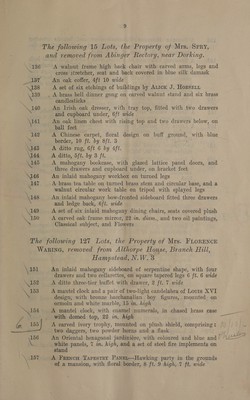 9
The following 15 Lots, the Property of Mrs. Spry,
and removed from Abinger Rectory, near Dorking.
136 A walnut frame high back chair with carved arms, legs and
cross stretcher, seat and back covered in blue silk damask
137 An oak coffer, 4ft 10 wide
138 A set of six etchings of buildings by Alick J. Horsnell
139 A brass bell dinner gong on carved walnut stand and six brass
candlesticks
140 An Irish oak dresser, with tray top, fitted with two drawers
and cupboard under, 8ft wide
141 An oak linen chest with rising top and two drawers below, on
ball feet
142 A Chinese carpet, floral design on buff ground, with blue
border, 10 ft. by 8ft. 3
143 A ditto rug, 6ft 6 by 4ft.
144 A ditto, 5ft. by 3 ft.
145 A mahogany bookcase, with glazed lattice panel doors, and
three drawers and cupboard under, on bracket feet
146 An inlaid mahogany worktent on turned legs
147 A brass tea table on turned brass stem and circular base, and a
walnut circular work table on tripod with splayed legs
148 An inlaid mahogany bow-fronted sideboard fitted three drawers
and ledge back, 6ft. wide
149 A set of six inlaid mahogany dining chairs, seats covered plush
150 A carved oak frame mirror, 22 in. diam., and two oil paintings,
Classical subject, and Flowers
The following 127 Lots, the Property of Mrs. Florence
Waring, removed from Allthorpe House, Branch Hill,
Hampstead, N.W. 3
151 An inlaid mahogany sideboard of serpentine shape, with four
drawers and two cellarettes, on square tapered legs 6 ft. 6 wide
152 A ditto three-tier buffet with drawer, 3 ft. 7 wide
153 A mantel clock and a pair of two-light candelabra of Louis XVI
design, with bronze bacchanalian boy figures, mounted on
ormolu and white marble, 13 in. high
154 A mantel clock, with enamel numerals, in chased brass case
with domed top, 22 in. high
155 A carved ivory trophy, mounted on plush shield, comprising :
two daggers, two powder horns and a flask
156 An Oriental hexagonal jardinière, with coloured and blue and
white panels, 7 in. high, and a set of steel fire implements on
stand
157 A French Tapestry Panel—Hawking party in the grounds
of a mansion, with floral border, 8 ft. 9 high, 7 ft. wide